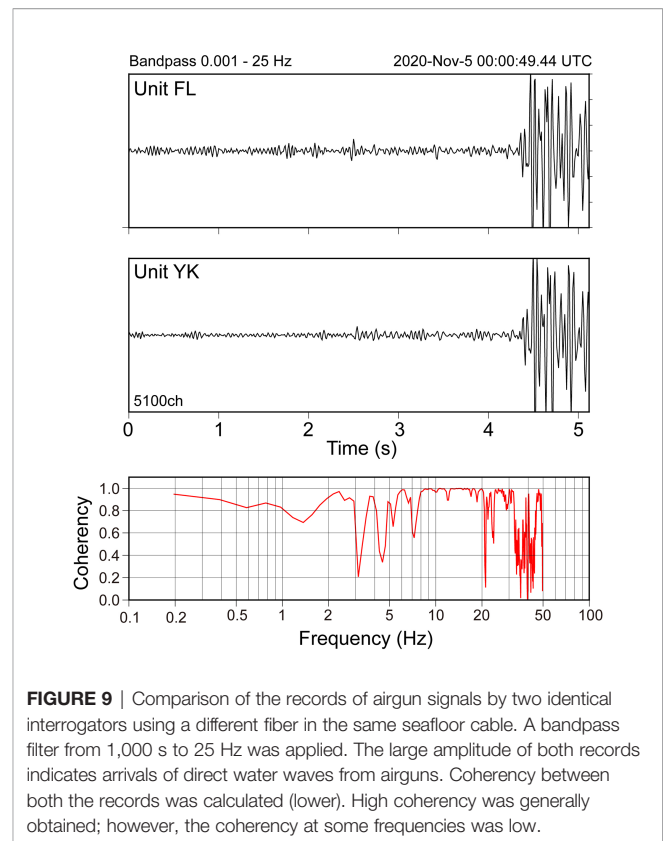 Bandpass 0.001 - 25 Hz 2020-Nov-5 00:00:49.44 UTC
Unit FL
Unit YK
5100ch
0 1 2 3 4 5
Time (s)
Coherency
1.0
0.8
0.6
0.4
0.2
0.0
0.1 0.2 0.5 1 2 5 10 20 50 100
Frequency (Hz)
FIGURE 9 | Comparison of the records of airgun signals by two identical
interrogators using a different fiber in the same seafloor cable. A bandpass
filter from 1,000 s to 25 Hz was applied. The large amplitude of both records
indicates arrivals of direct water waves from airguns. Coherency between
both the records was calculated (lower). High coherency was generally
obtained; however, the coherency at some frequencies was low.